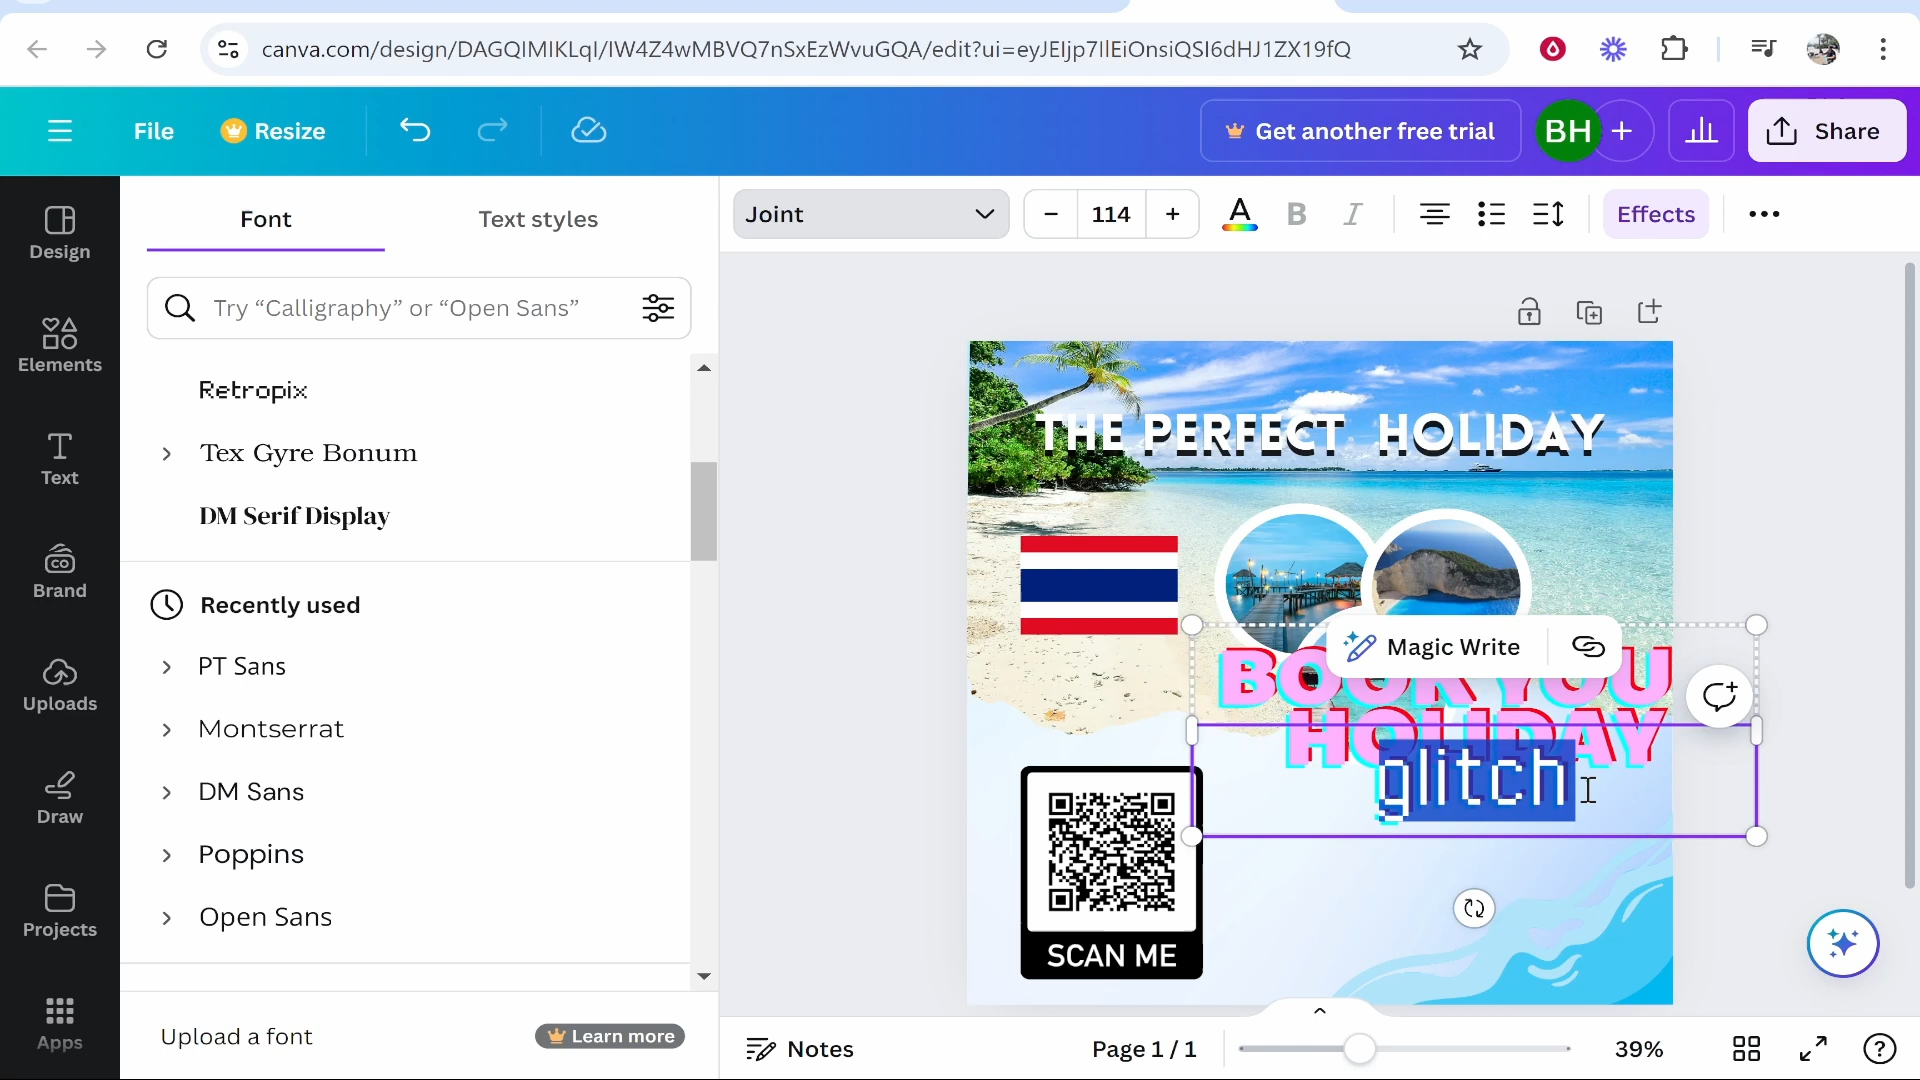 canva.com/design/DAGQIMIKLqI/IW4Z4wMBVQ7nSxEzWvuGQA/edit?ui=eyJEIjp7IlEiOnsiQSI6dHJ1ZX19fQ
File
Resize
Get another free trial
BH
Share
Design
Elements
Text
Brand
Uploads
Draw
Projects
Apps
Font
Text styles
Try “Calligraphy” or “Open Sans”
Retropix
Tex Gyre Bonum
DM Serif Display
Recently used
PT Sans
Montserrat
DM Sans
Poppins
Open Sans
Upload a font
Learn more
Joint
114
A
B
I
Effects
THE PERFECT HOLIDAY
Magic Write
BOOK YOU
HOLIDAY
glitch
SCAN ME
Notes
Page 1 / 1
39%